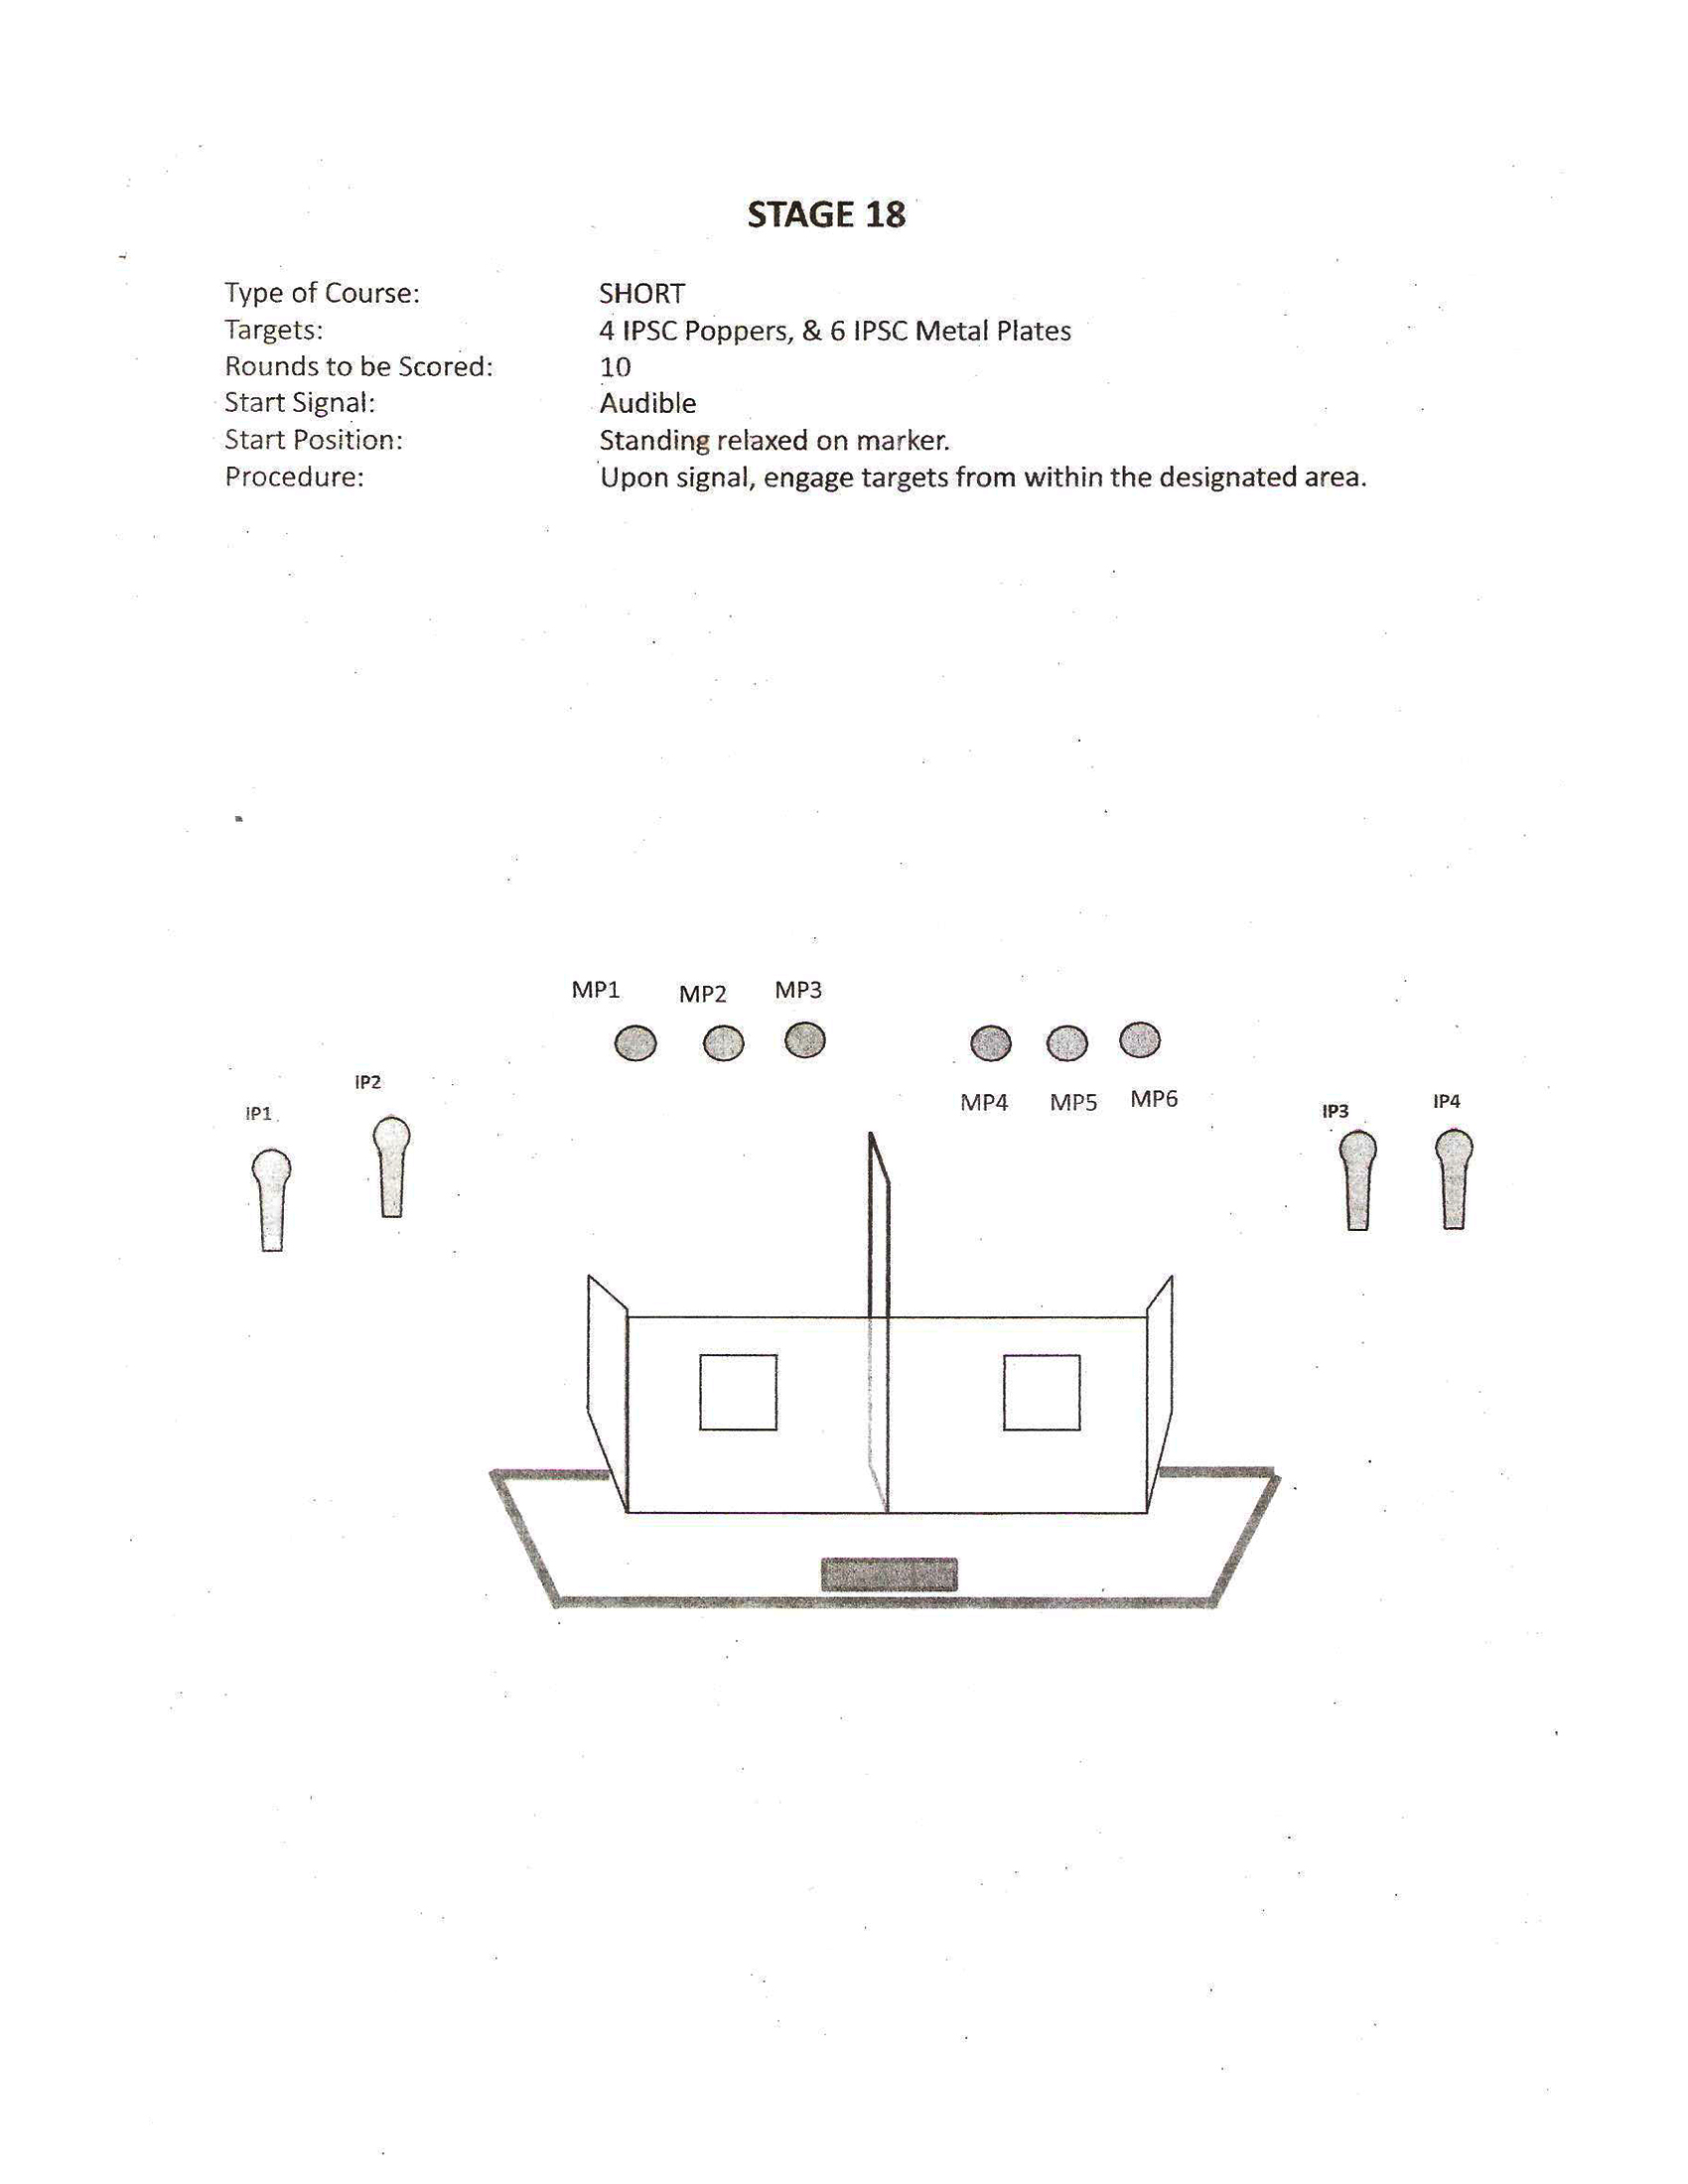 STAGE 18
Type of Course: SHORT
Targets: 4 IPSC Poppers, & 6 IPSC Metal Plates
Rounds to be Scored: 10
Start Signal: Audible
Start Position: Standing relaxed on marker.
Procedure: Upon signal, engage targets from within the designated area.
MP1 MP2 MP3
IP2
IP1
MP4 MP5 MP6
IP3 IP4